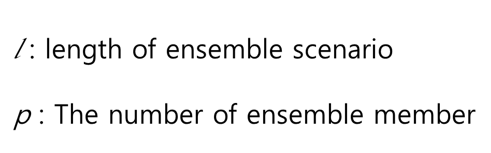 l : length of ensemble scenario
p : The number of ensemble member